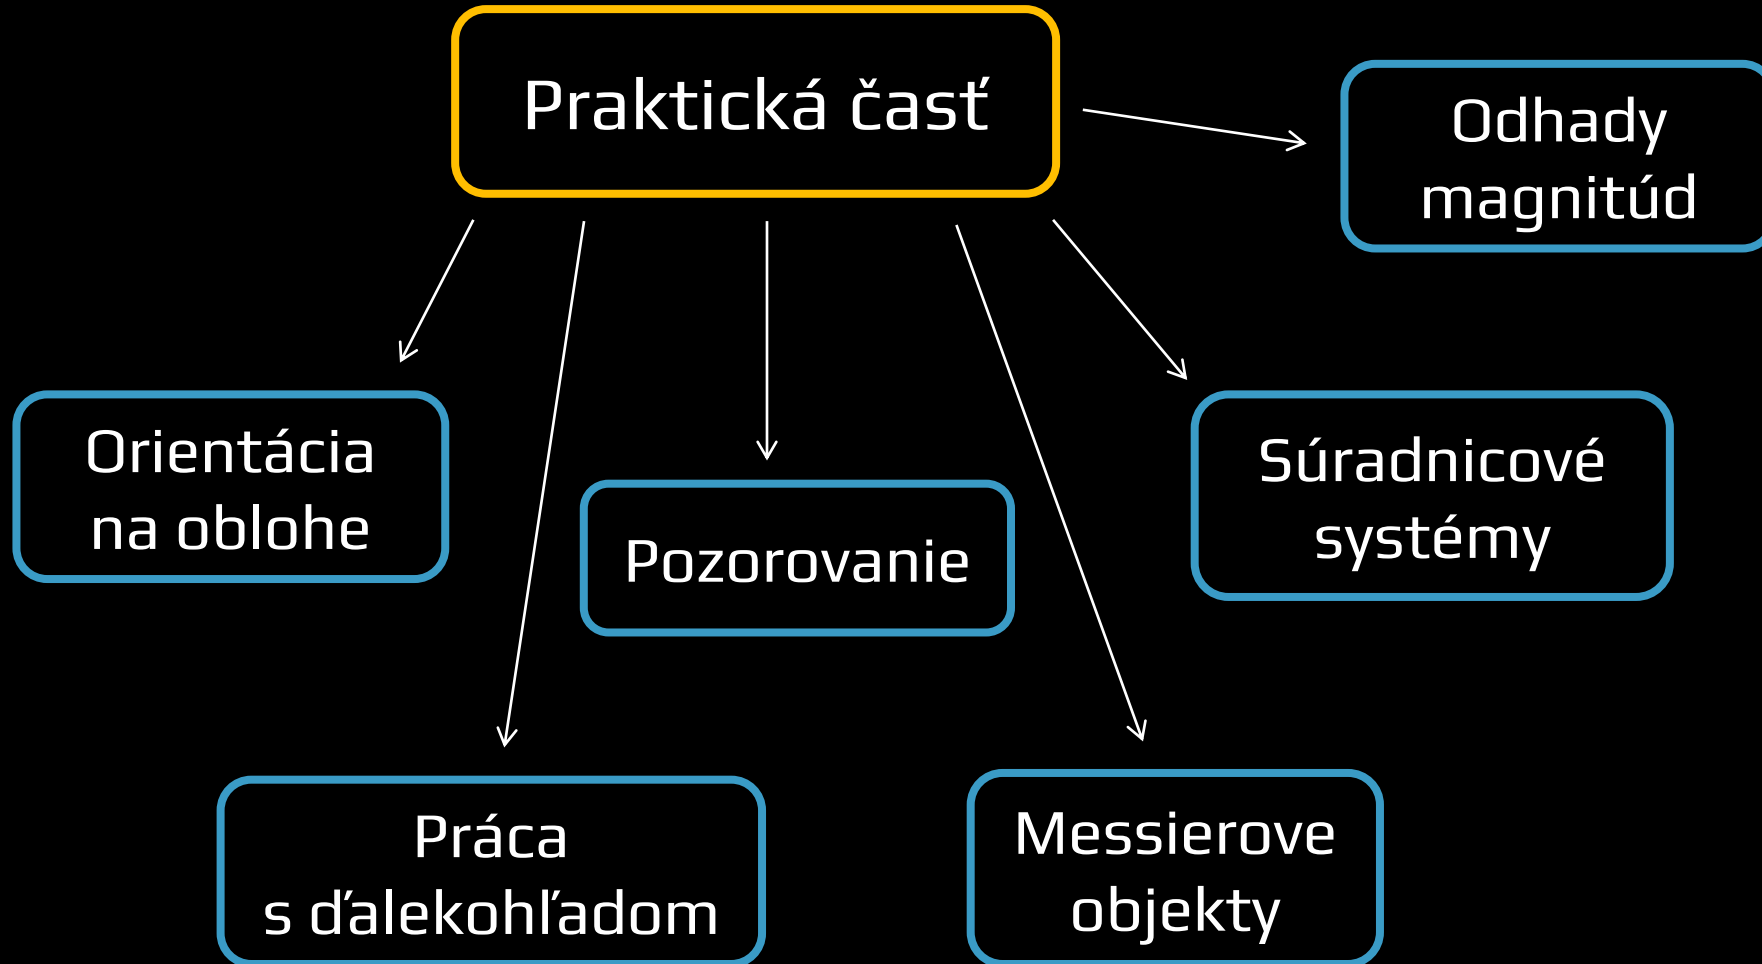 Praktická časť
Odhady
magnitúd
Orientácia
na oblohe
Pozorovanie
Súradnicové
systémy
Práca
s ďalekohľadom
Messierove
objekty